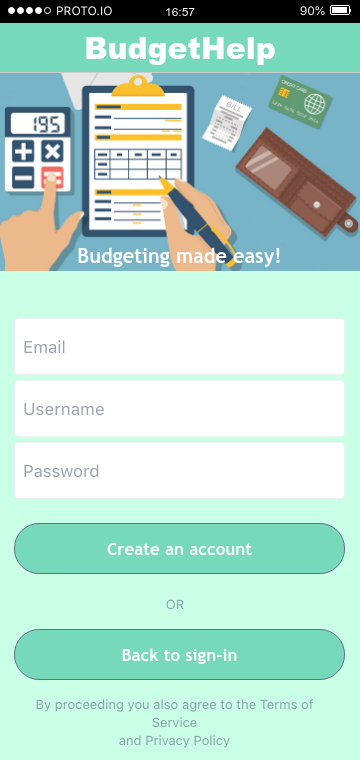 PROTO.IO 16:57 90%
BudgetHelp
195
BILL
CREDIT CARD
Budgeting made easy!
Email
Username
Password
Create an account
OR
Back to sign-in
By proceeding you also agree to the Terms of
Service
and Privacy Policy